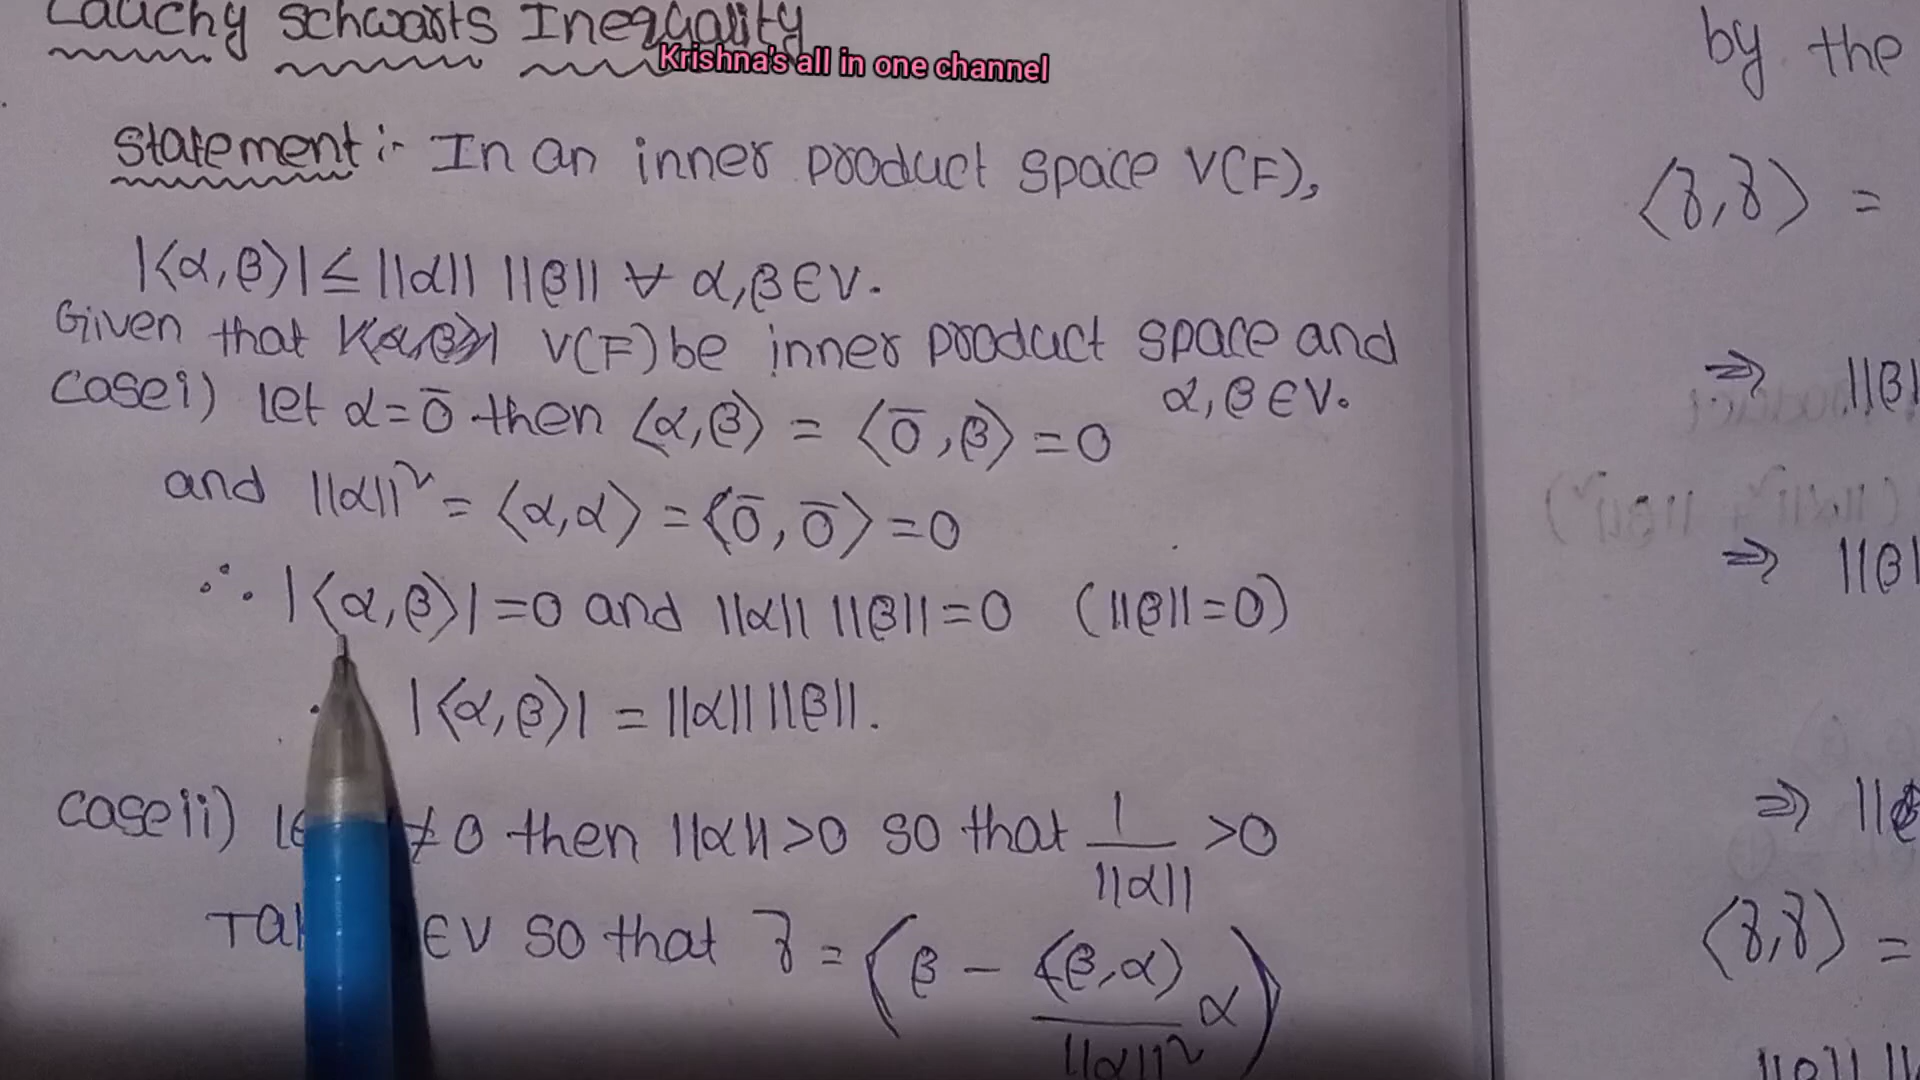 Cauchy Schwarts Inequality
Krishna's all in one channel
Statement :- In an inner product space V(F),
|⟨α,β⟩| ≤ ||α|| ||β|| ∀ α,β∈V.
Given that V(F) be inner product space and
α,β∈V.
Case i) Let α=0̄ then ⟨α,β⟩ = ⟨0̄,β⟩ = 0
and ||α||² = ⟨α,α⟩ = ⟨0̄,0̄⟩ = 0
∴ |⟨α,β⟩| = 0 and ||α|| ||β|| = 0 (||β||=0)
|⟨α,β⟩| = ||α|| ||β||.
Case ii) ≠0 then ||α||>0 so that 1/||α|| >0
∈V so that γ = (β - ⟨β,α⟩/||α||² α)
by the
⟨γ,γ⟩ =
⇒ ||β|
⇒ ||β|
⇒ ||
⟨γ,γ⟩ =